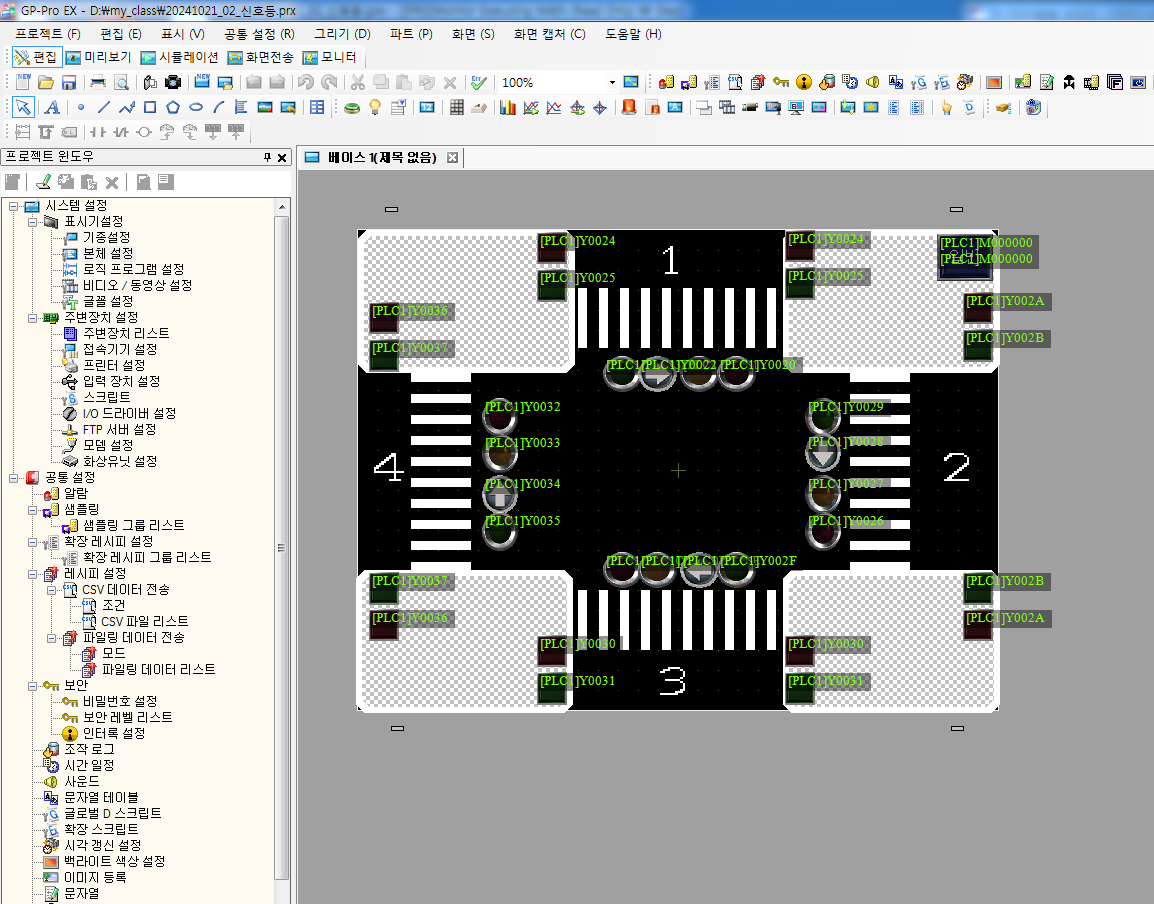 GP-Pro EX - D:￦my_class￦20241021_02_신호등.prx
프로젝트 (F) 편집 (E) 표시 (V) 공통 설정 (R) 그리기 (D) 파트 (P) 화면 (S) 화면 캡처 (C) 도움말 (H)
편집 미리보기 시뮬레이션 화면전송 모니터
100%
프로젝트 윈도우
베이스 1(제목 없음)
시스템 설정
표시기설정
기종설정
본체 설정
로직 프로그램 설정
비디오 / 동영상 설정
글꼴 설정
주변장치 설정
주변장치 리스트
접속기기 설정
프린터 설정
입력 장치 설정
스크립트
I/O 드라이버 설정
FTP 서버 설정
모뎀 설정
화상유닛 설정
공통 설정
알람
샘플링
샘플링 그룹 리스트
확장 레시피 설정
확장 레시피 그룹 리스트
레시피 설정
CSV 데이터 전송
조건
CSV 파일 리스트
파일링 데이터 전송
모드
파일링 데이터 리스트
보안
비밀번호 설정
보안 레벨 리스트
인터록 설정
조작 로그
시간 일정
사운드
문자열 테이블
글로벌 D 스크립트
확장 스크립트
시각 갱신 설정
백라이트 색상 설정
이미지 등록
문자열
[PLC1]Y0024 1 [PLC1]Y0024 [PLC1]M000000
[PLC1]M000000
[PLC1]Y0025 [PLC1]Y0025
[PLC1]Y002A
[PLC1]Y0036
[PLC1]Y002B
[PLC1]Y0037
[PLC1]Y0022 [PLC1]Y0020
[PLC1]Y0032 [PLC1]Y0029
[PLC1]Y0033 [PLC1]Y0028
4 2
[PLC1]Y0034 [PLC1]Y0027
[PLC1]Y0035 [PLC1]Y0026
[PLC1]Y002F
[PLC1]Y0037 [PLC1]Y002B
[PLC1]Y0036 [PLC1]Y002A
[PLC1]Y0030 [PLC1]Y0030
[PLC1]Y0031 3 [PLC1]Y0031